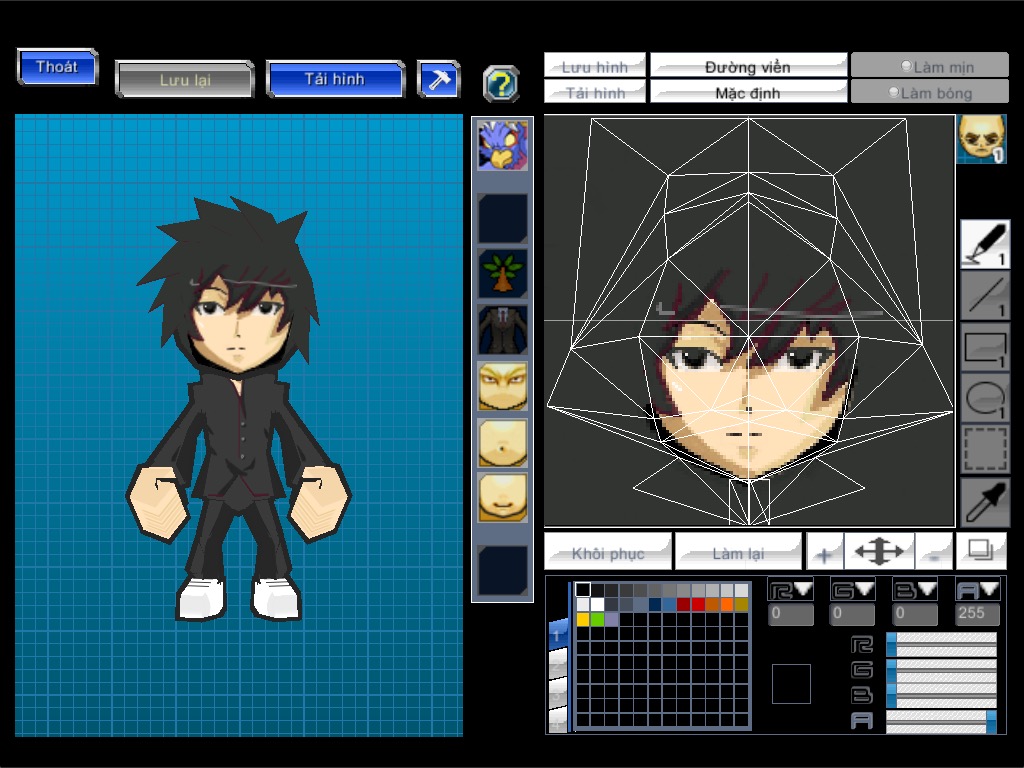 Thoát
Lưu lại
Tải hình
?
Lưu hình
Đường viền
Làm mịn
Tải hình
Mặc định
Làm bóng
1
1
1
1
1
Khôi phục
Làm lại
+
-
R G B A
0 0 0 255
1
R
G
B
A